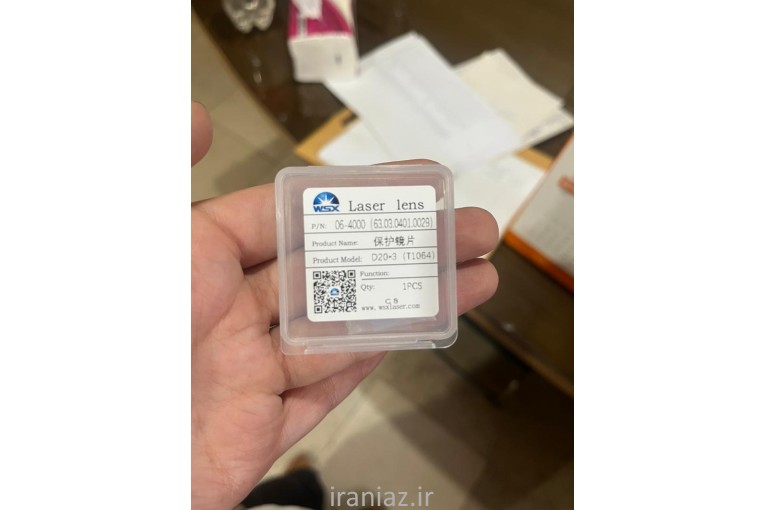 WSX Laser lens
P/N: 06-4000 (63.03.0401.0029)
Product Name: 保护镜片
Product Model: D20*3 (T1064)
Function:
Qty: 1PCS
www.wsxlaser.com
iraniaz.ir